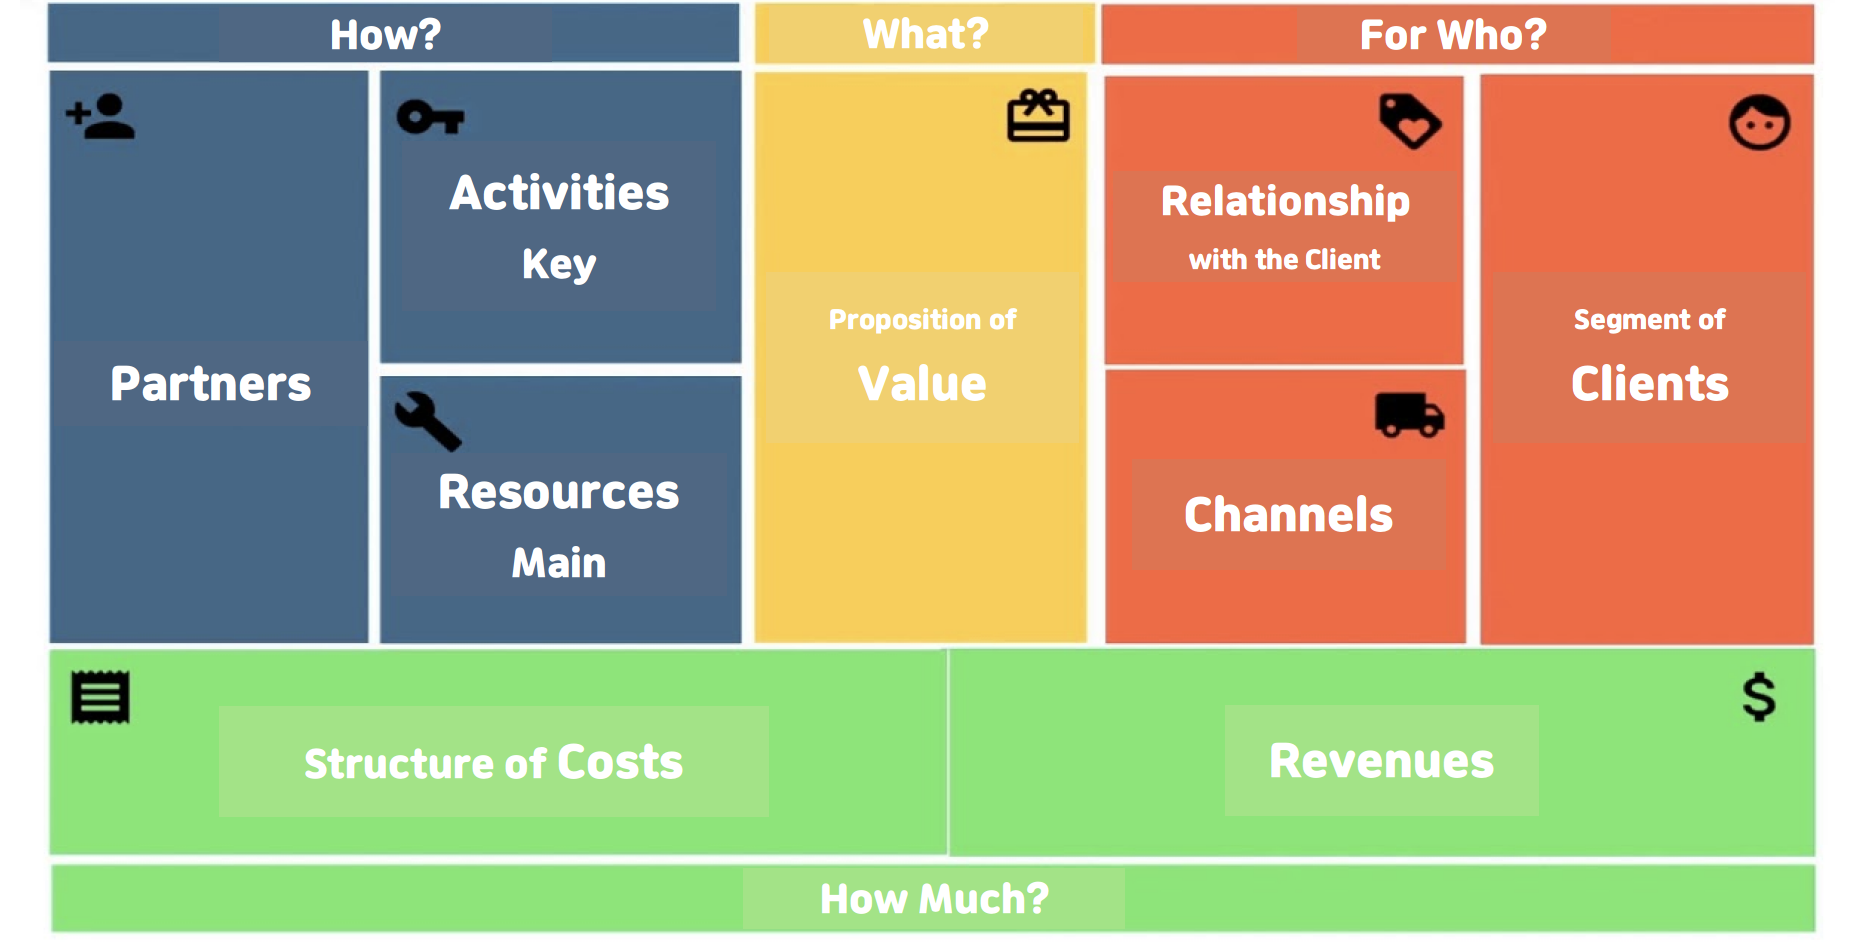 How?
What?
For Who?
Partners
Activities
Key
Resources
Main
Proposition of
Value
Relationship
with the Client
Channels
Segment of
Clients
Structure of Costs
Revenues
How Much?